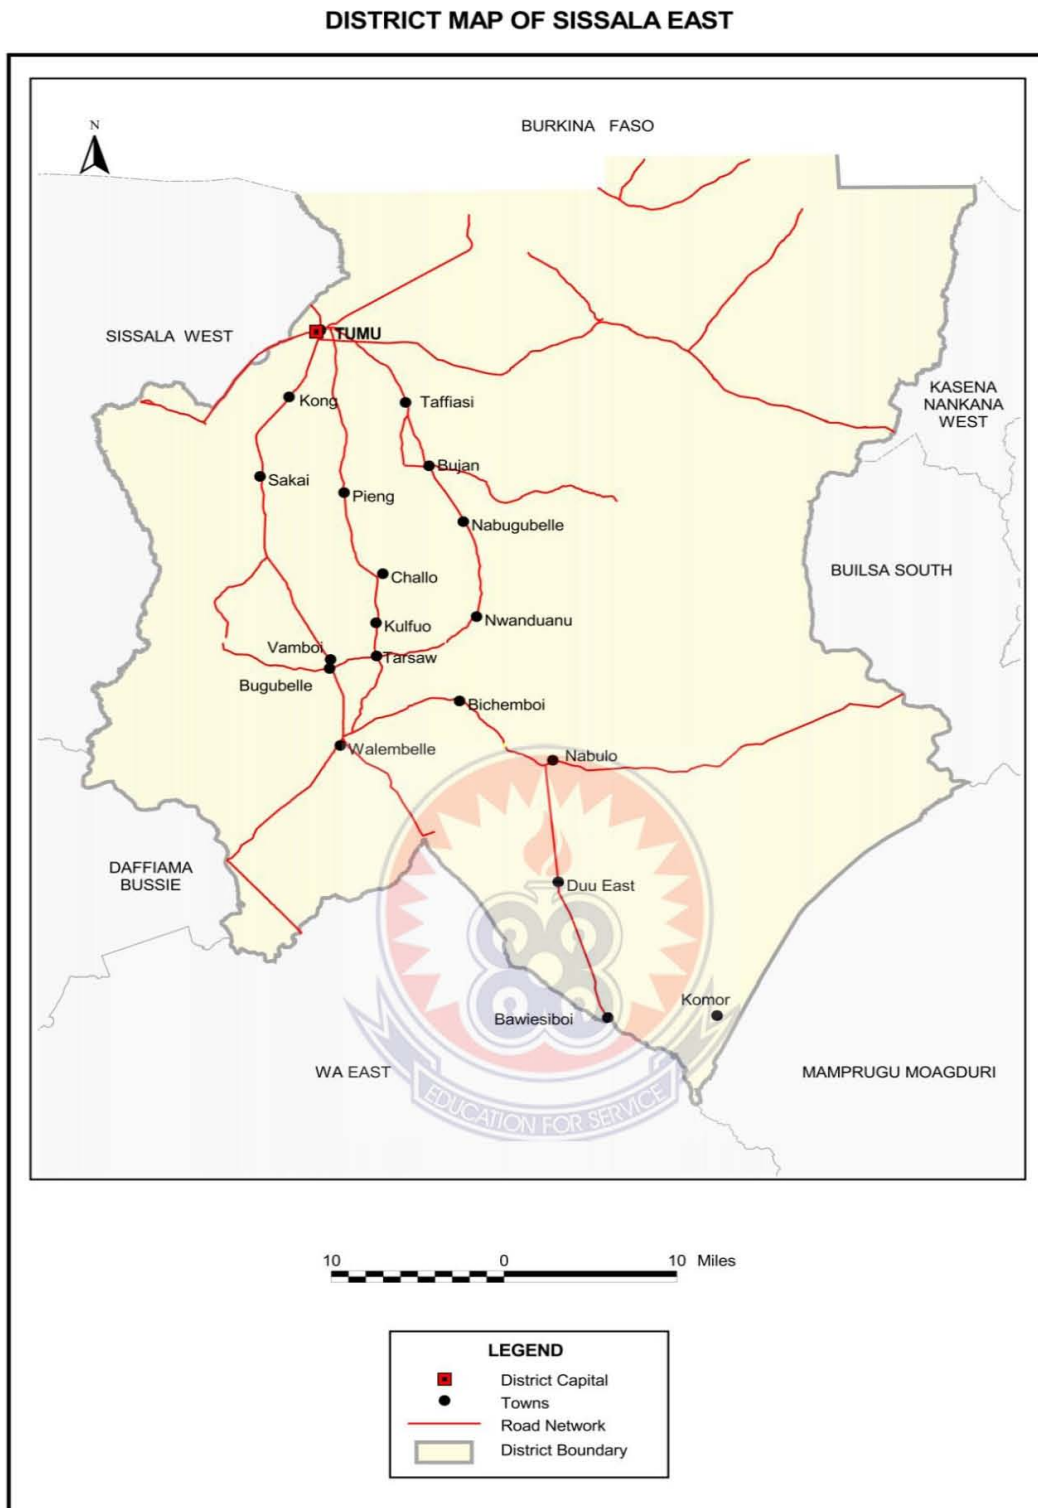 DISTRICT MAP OF SISSALA EAST
BURKINA FASO
N
SISSALA WEST
TUMU
KASENA
NANKANA
WEST
Kong
Taffiasi
Bujan
Sakai
Pieng
Nabugubelle
Challo
BUILSA SOUTH
Kulfuo
Nwanduanu
Vamboi
Tarsaw
Bugubelle
Bichemboi
Walembelle
Nabulo
DAFFIAMA
BUSSIE
Duu East
Komor
Bawiesiboi
WA EAST
MAMPRUGU MOAGDURI
EDUCATION FOR SERVICE
10 0 10 Miles
LEGEND
District Capital
Towns
Road Network
District Boundary